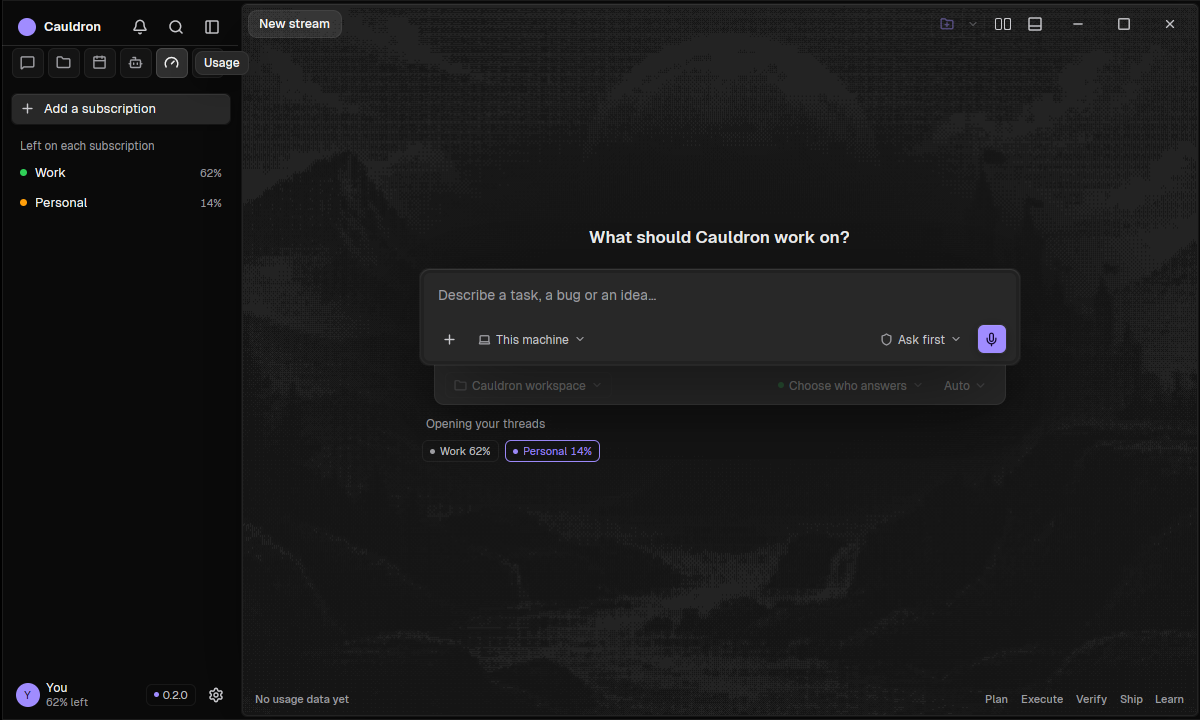 Cauldron
New stream
Usage
Add a subscription
Left on each subscription
Work 62%
Personal 14%
What should Cauldron work on?
Describe a task, a bug or an idea...
This machine
Ask first
Cauldron workspace
Choose who answers
Auto
Opening your threads
Work 62%
Personal 14%
Y
You
62% left
0.2.0
No usage data yet
Plan Execute Verify Ship Learn